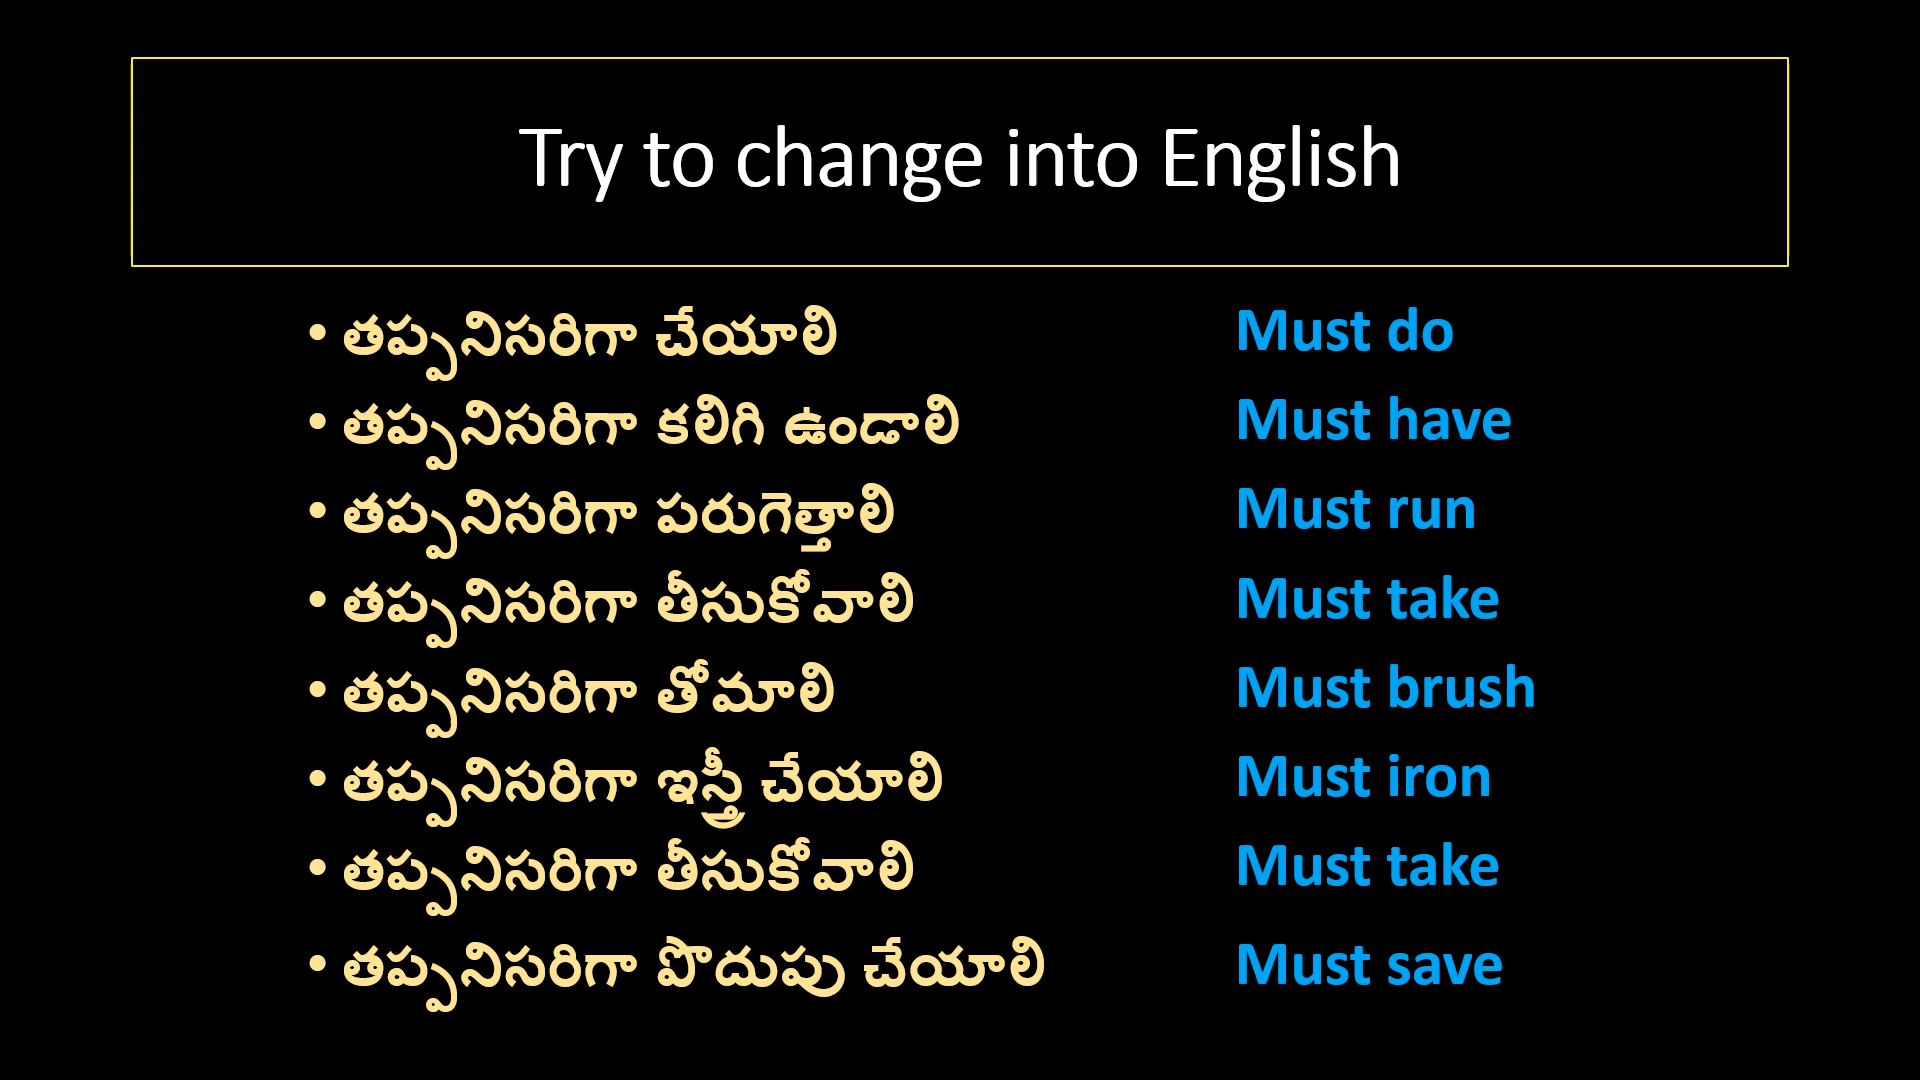 Try to change into English
• తప్పనిసరిగా చేయాలి Must do
• తప్పనిసరిగా కలిగి ఉండాలి Must have
• తప్పనిసరిగా పరుగెత్తాలి Must run
• తప్పనిసరిగా తీసుకోవాలి Must take
• తప్పనిసరిగా తోమాలి Must brush
• తప్పనిసరిగా ఇస్త్రీ చేయాలి Must iron
• తప్పనిసరిగా తీసుకోవాలి Must take
• తప్పనిసరిగా పొదుపు చేయాలి Must save